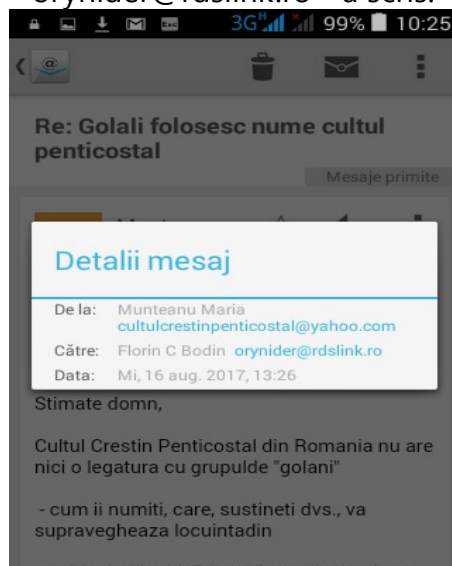 3G H 99% 10:25
Re: Golali folosesc nume cultul
penticostal
Mesaje primite
Detalii mesaj
De la: Munteanu Maria
cultulcrestinpenticostal@yahoo.com
Către: Florin C Bodin orynider@rdslink.ro
Data: Mi, 16 aug. 2017, 13:26
Stimate domn,
Cultul Crestin Penticostal din Romania nu are
nici o legatura cu grupulde "golani"
- cum ii numiti, care, sustineti dvs., va
supravegheaza locuintadin